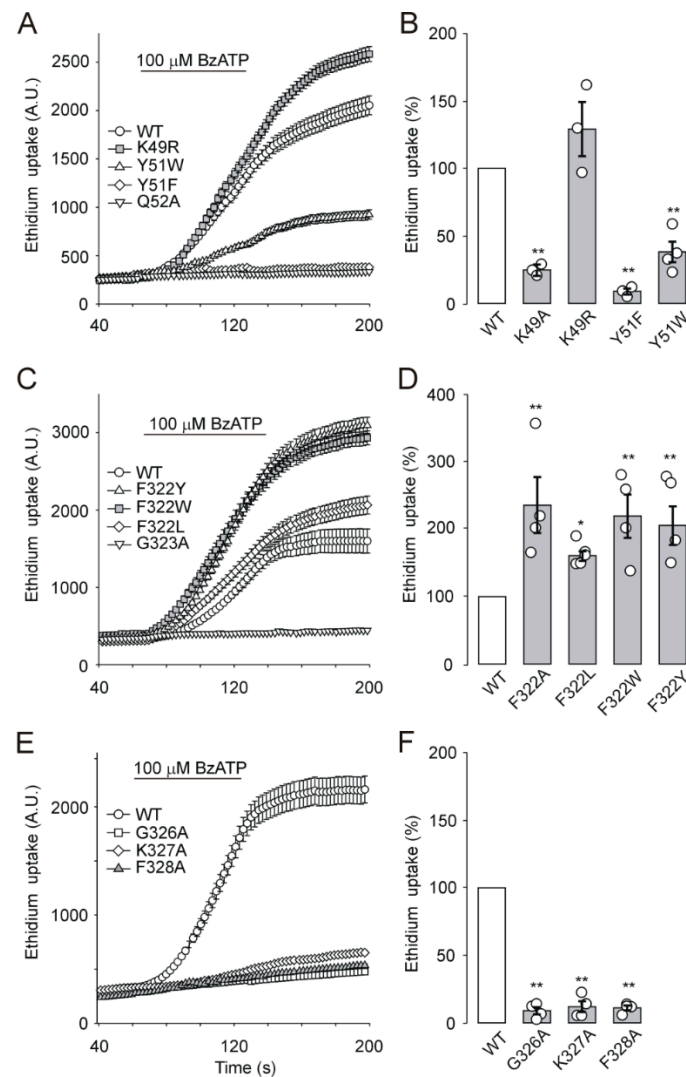 A
100 μM BzATP
Ethidium uptake (A.U.)
2500
2000
1500
1000
500
0
WT
K49R
Y51W
Y51F
Q52A
40
120
200
B
Ethidium uptake (%)
200
150
100
50
0
**
**
**
WT
K49A
K49R
Y51F
Y51W
C
100 μM BzATP
Ethidium uptake (A.U.)
3000
2000
1000
0
WT
F322Y
F322W
F322L
G323A
40
120
200
D
Ethidium uptake (%)
400
300
200
100
0
**
*
**
**
WT
F322A
F322L
F322W
F322Y
E
100 μM BzATP
Ethidium uptake (A.U.)
2000
1000
0
WT
G326A
K327A
F328A
40
120
200
Time (s)
F
Ethidium uptake (%)
200
150
100
50
0
**
**
**
WT
G326A
K327A
F328A